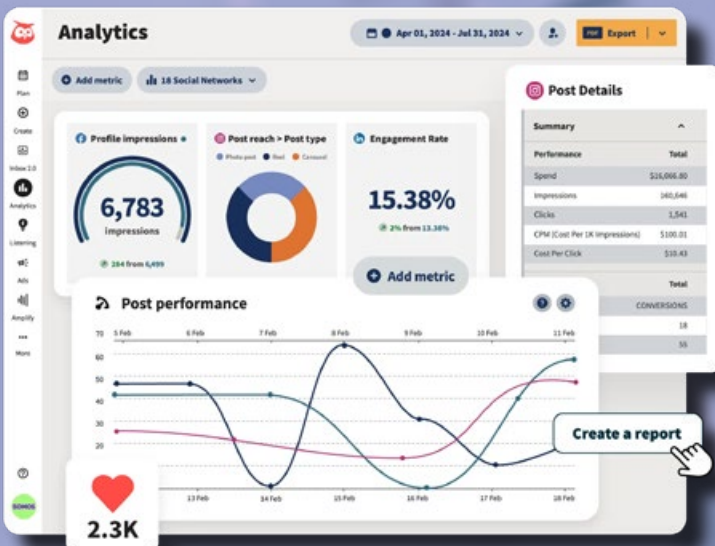 Analytics
Apr 01, 2024 - Jul 31, 2024
PDF Export
Add metric
18 Social Networks
Plan
Create
Inbox 2.0
Analytics
Listening
Ads
Amplify
More
SOMOS
Profile impressions
6,783
impressions
284 from 6,499
Post reach > Post type
Photo post Reel Carousel
Engagement Rate
15.38%
2% from 13.38%
Add metric
Post Details
Summary
Performance Total
Spend $16,066.80
Impressions 160,646
Clicks 1,541
CPM (Cost Per 1K Impressions) $100.01
Cost Per Click $10.43
Total
CONVERSIONS
18
55
Post performance
70 5 Feb 6 Feb 7 Feb 8 Feb 9 Feb 10 Feb 11 Feb
60
50
40
30
20
13 Feb 14 Feb 15 Feb 16 Feb 17 Feb 18 Feb
Create a report
2.3K